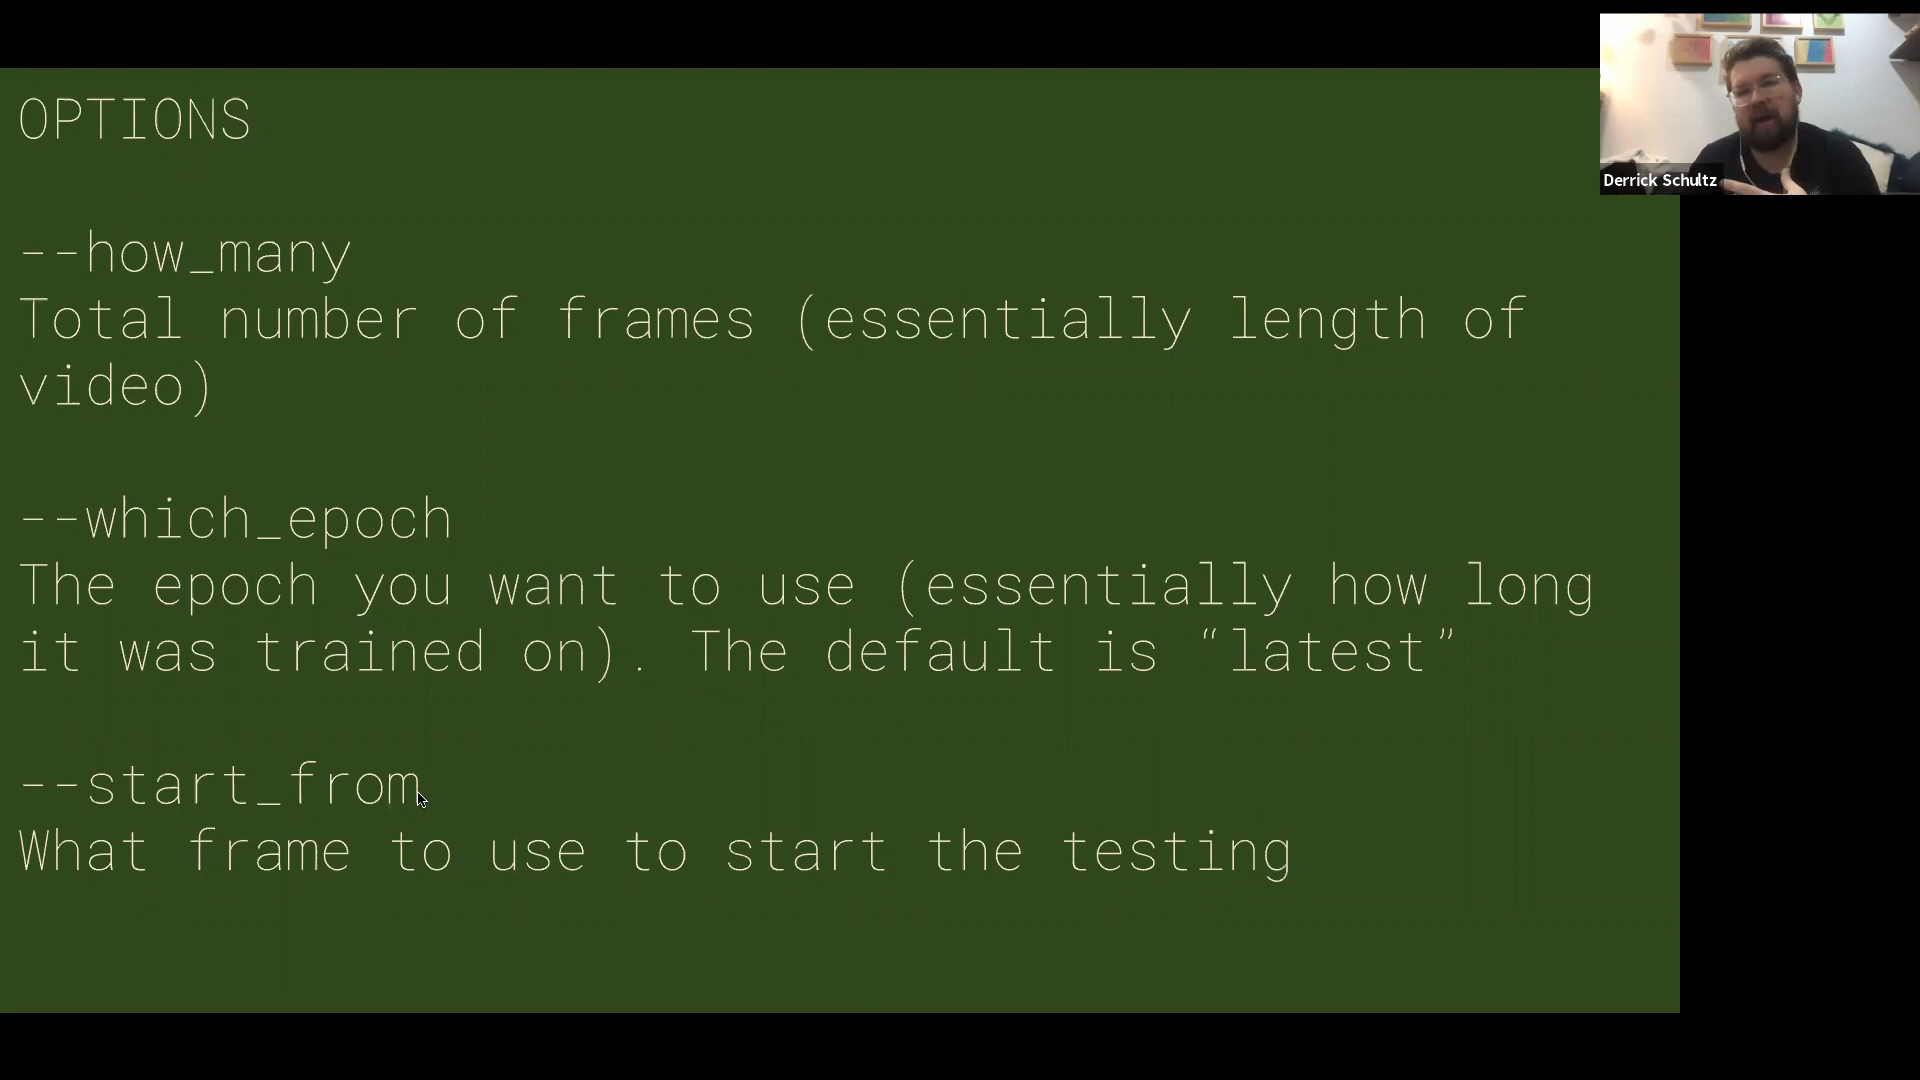 OPTIONS
--how_many
Total number of frames (essentially length of
video)
--which_epoch
The epoch you want to use (essentially how long
it was trained on). The default is “latest”
--start_from
What frame to use to start the testing
Derrick Schultz